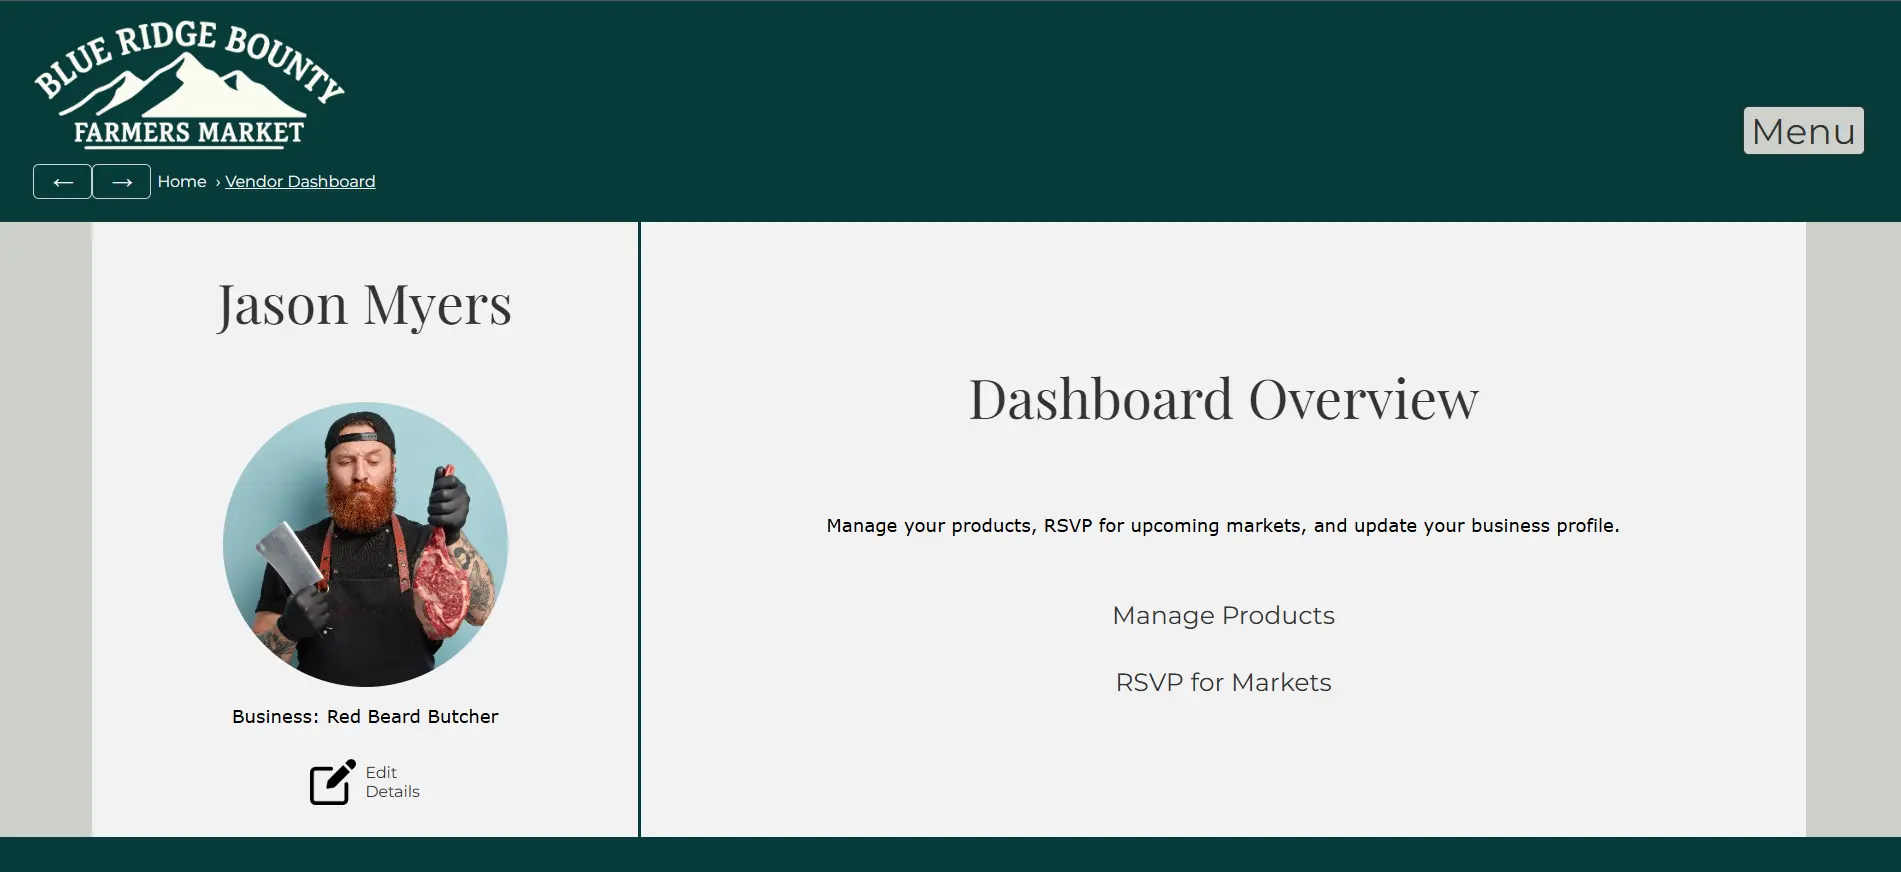 BLUE RIDGE BOUNTY
FARMERS MARKET
Menu
← → Home › Vendor Dashboard
Jason Myers
Dashboard Overview
Manage your products, RSVP for upcoming markets, and update your business profile.
Manage Products
RSVP for Markets
Business: Red Beard Butcher
Edit
Details